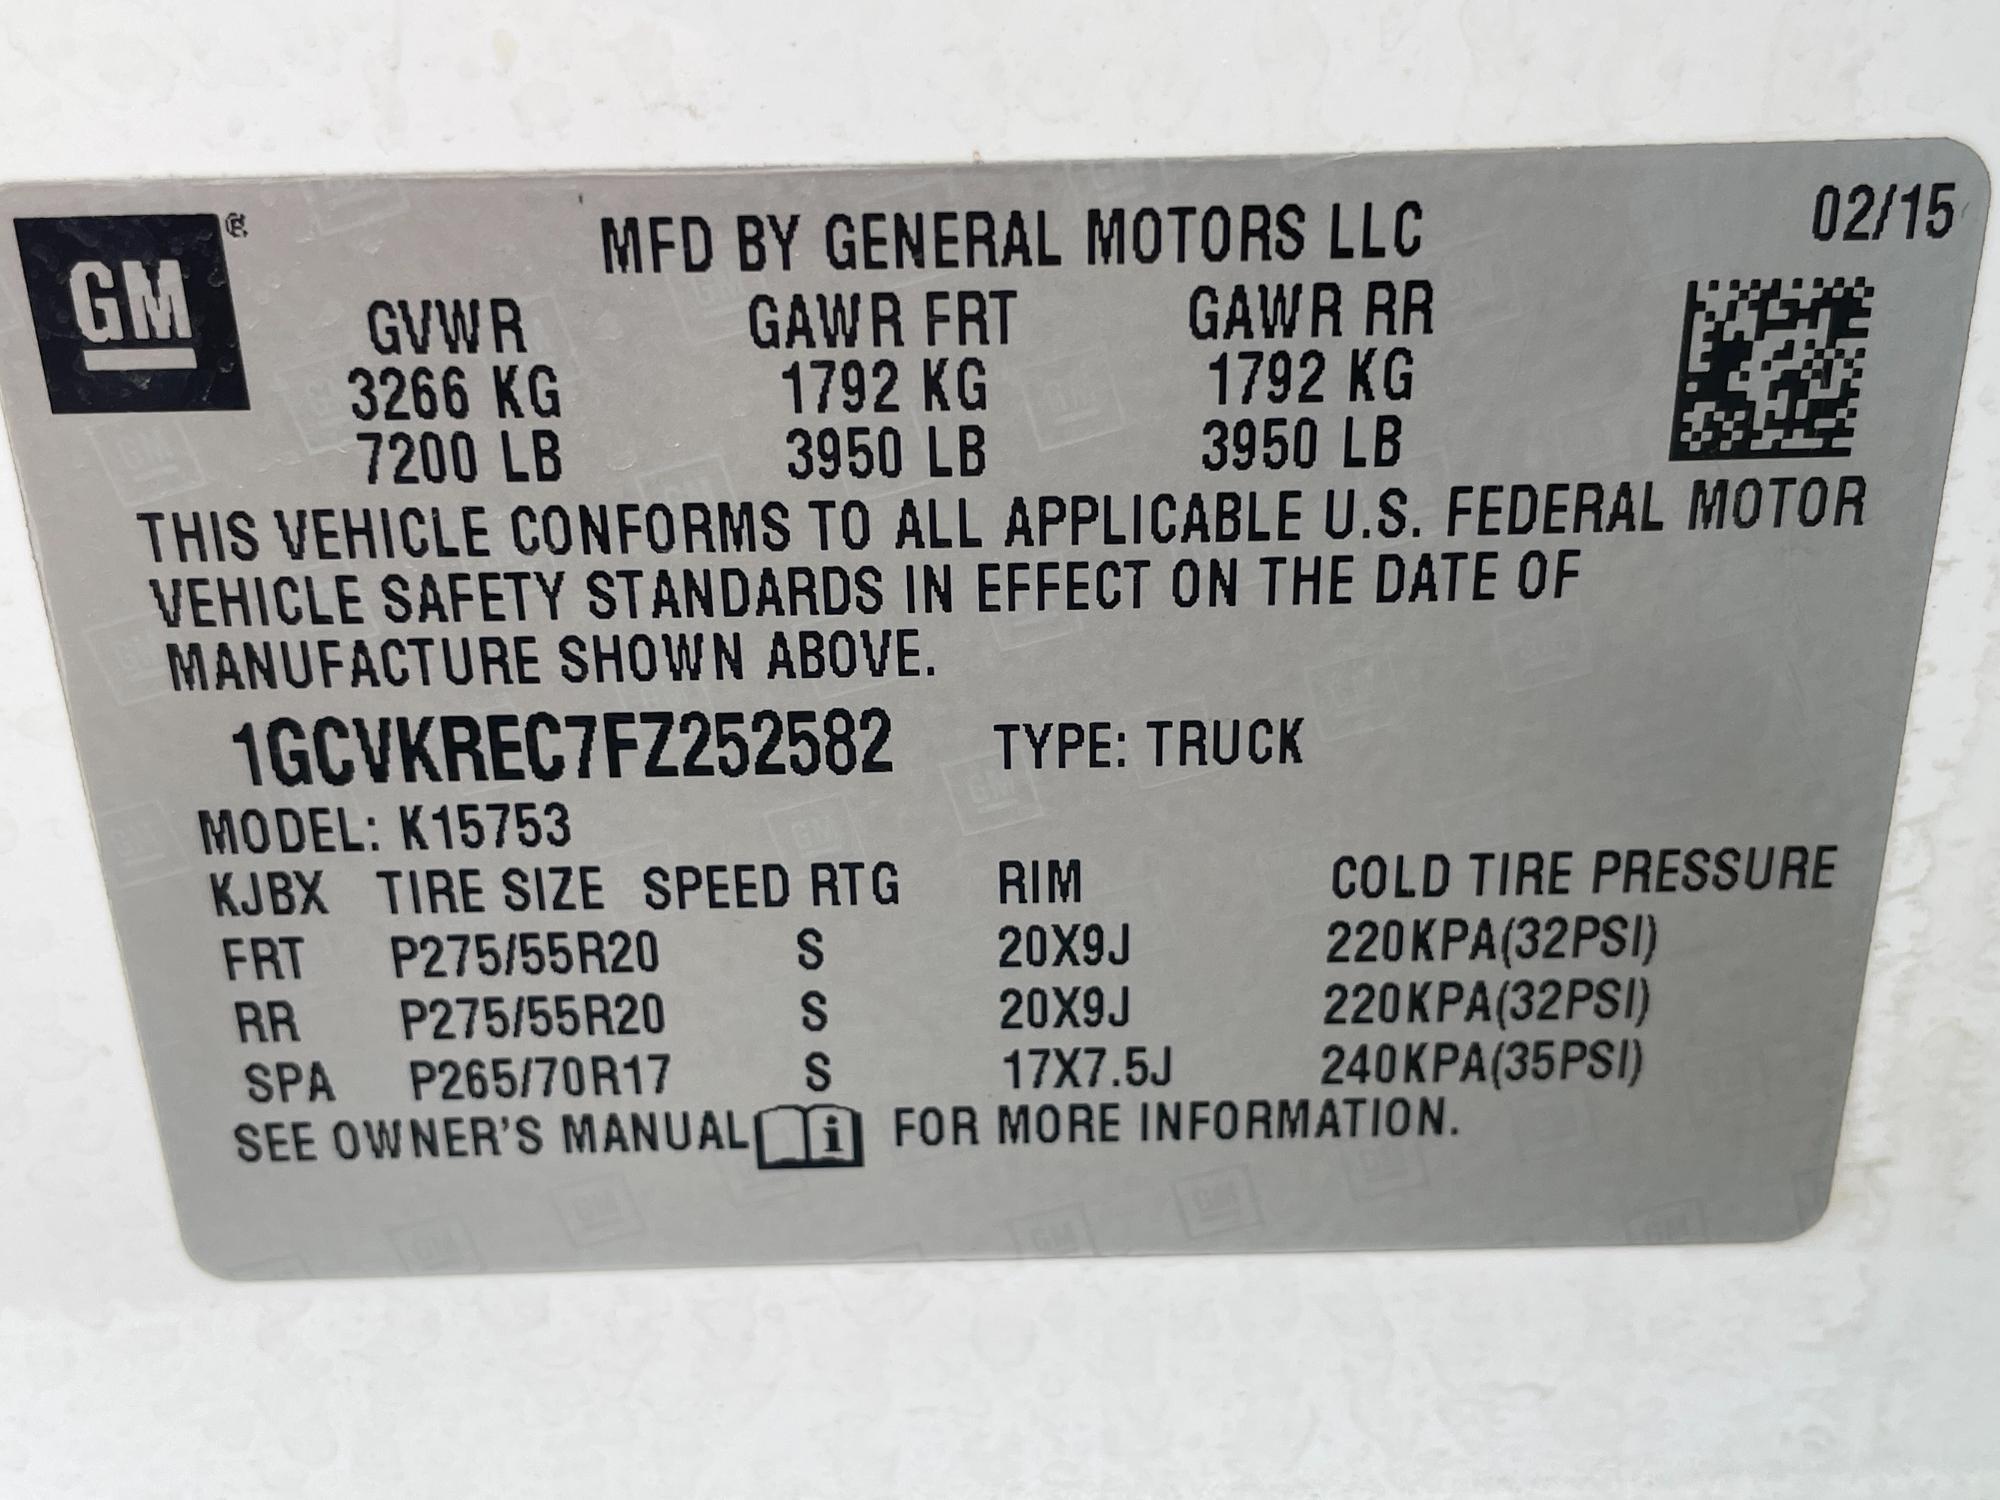 02/15
GM ®
MFD BY GENERAL MOTORS LLC
GVWR GAWR FRT GAWR RR
3266 KG 1792 KG 1792 KG
7200 LB 3950 LB 3950 LB
THIS VEHICLE CONFORMS TO ALL APPLICABLE U.S. FEDERAL MOTOR
VEHICLE SAFETY STANDARDS IN EFFECT ON THE DATE OF
MANUFACTURE SHOWN ABOVE.
1GCVKREC7FZ252582 TYPE: TRUCK
MODEL: K15753
KJBX TIRE SIZE SPEED RTG RIM COLD TIRE PRESSURE
FRT P275/55R20 S 20X9J 220KPA(32PSI)
RR P275/55R20 S 20X9J 220KPA(32PSI)
SPA P265/70R17 S 17X7.5J 240KPA(35PSI)
SEE OWNER'S MANUAL i FOR MORE INFORMATION.